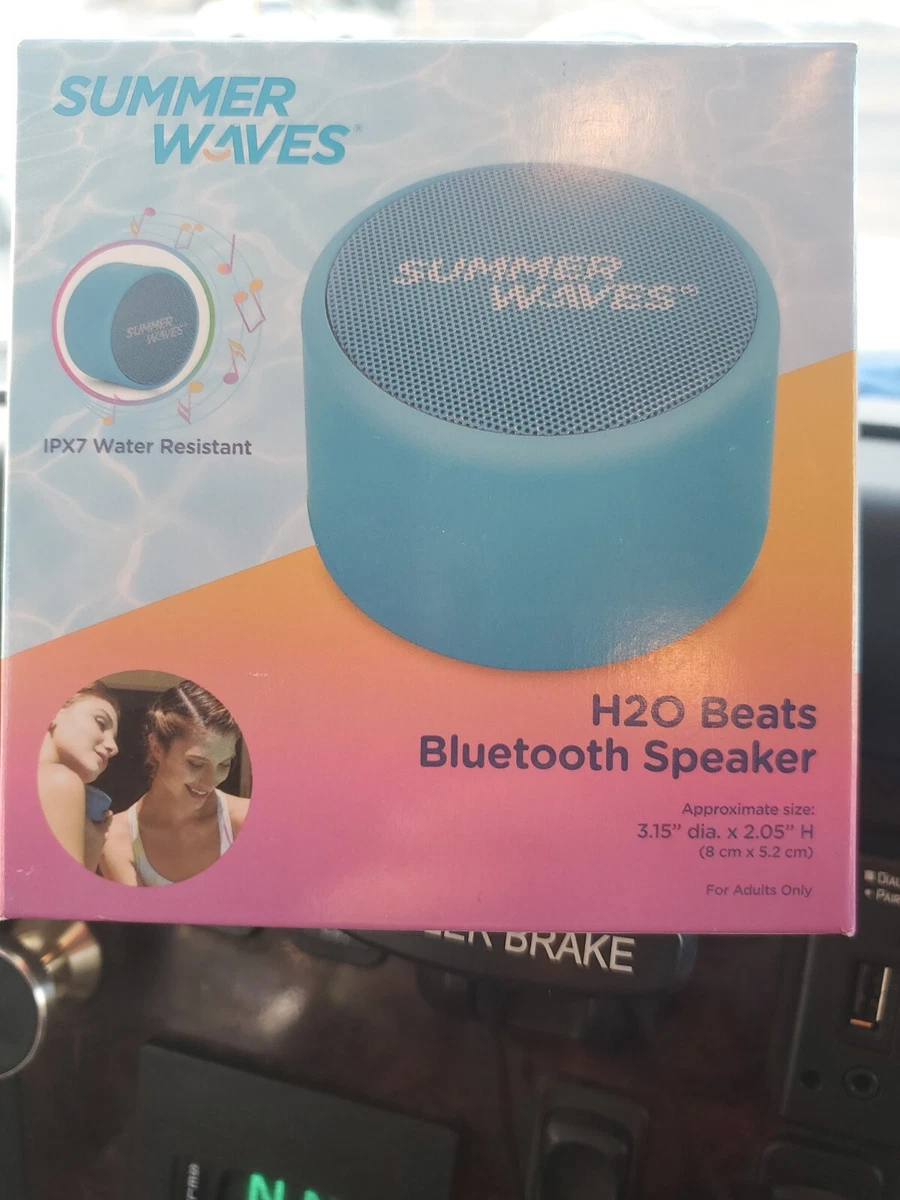 SUMMER
WAVES®
SUMMER
WAVES®
SUMMER
WAVES®
IPX7 Water Resistant
H2O Beats
Bluetooth Speaker
Approximate size:
3.15” dia. x 2.05” H
(8 cm x 5.2 cm)
For Adults Only
BRAKE